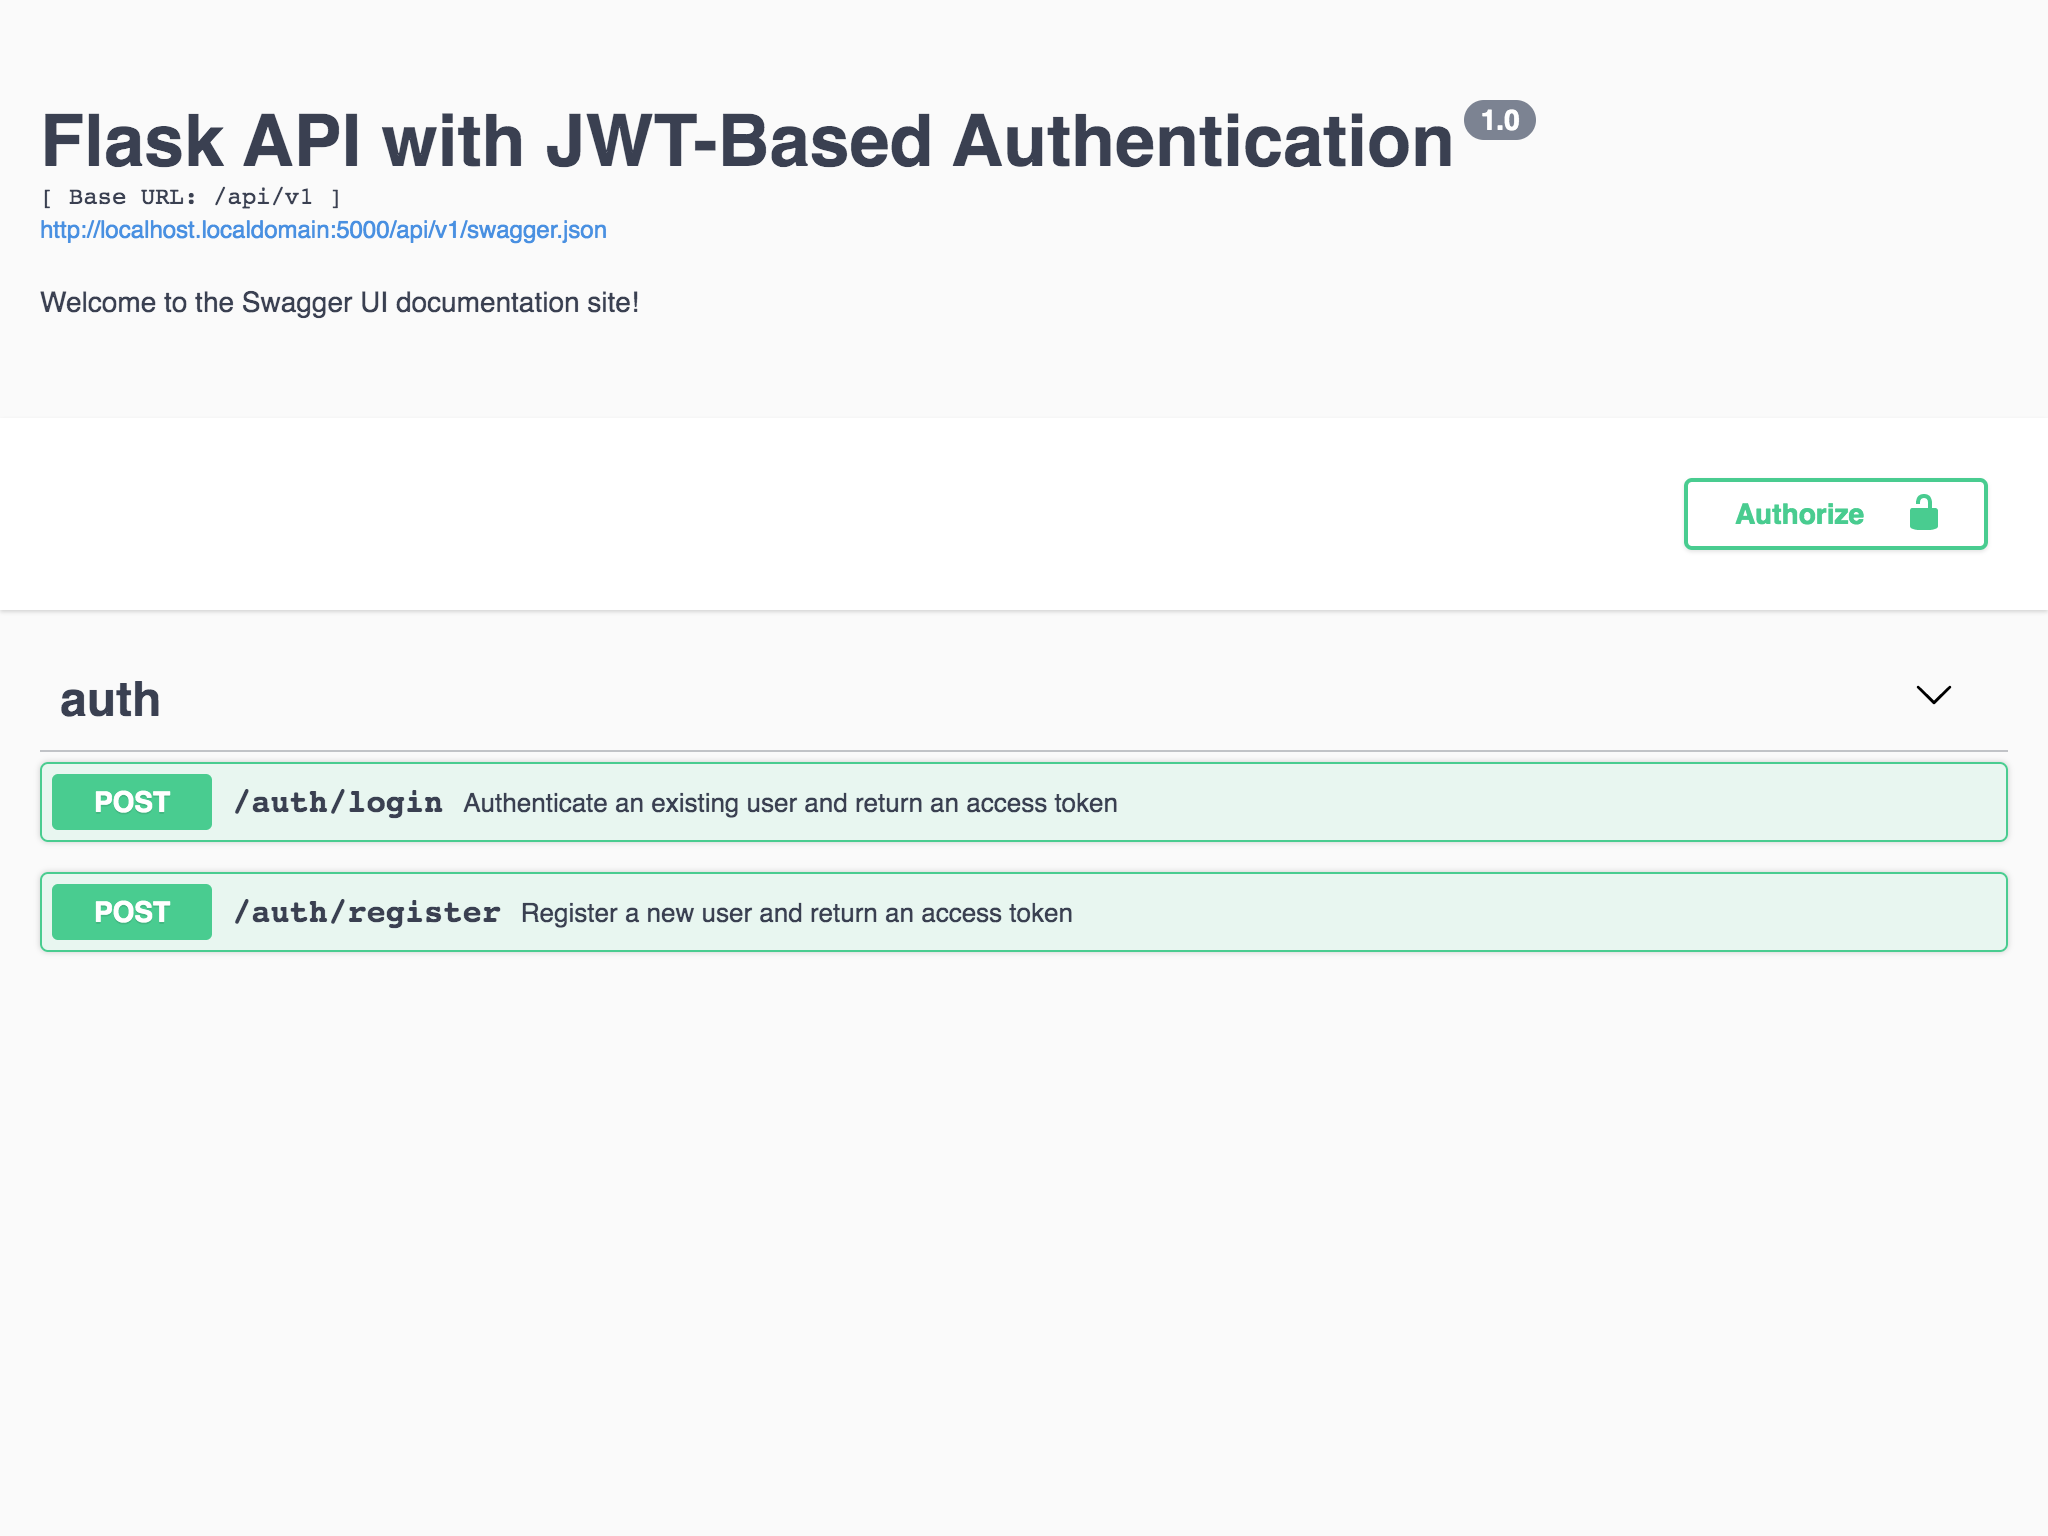 Flask API with JWT-Based Authentication 1.0
[ Base URL: /api/v1 ]
http://localhost.localdomain:5000/api/v1/swagger.json
Welcome to the Swagger UI documentation site!
Authorize
auth
POST /auth/login Authenticate an existing user and return an access token
POST /auth/register Register a new user and return an access token